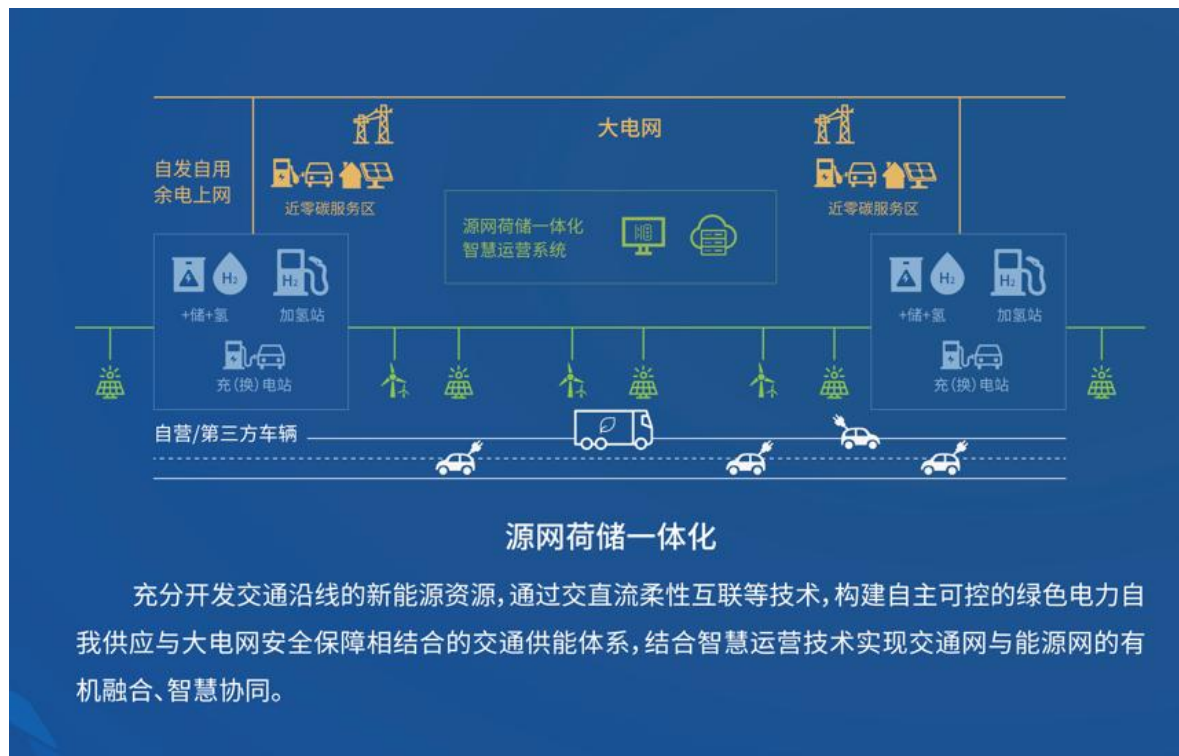 大电网
自发自用
余电上网
近零碳服务区
近零碳服务区
源网荷储一体化
智慧运营系统
H₂
H₂
+储+氢
加氢站
充(换)电站
H₂
H₂
+储+氢
加氢站
充(换)电站
自营/第三方车辆
源网荷储一体化
充分开发交通沿线的新能源资源,通过交直流柔性互联等技术,构建自主可控的绿色电力自
我供应与大电网安全保障相结合的交通供能体系,结合智慧运营技术实现交通网与能源网的有
机融合、智慧协同。